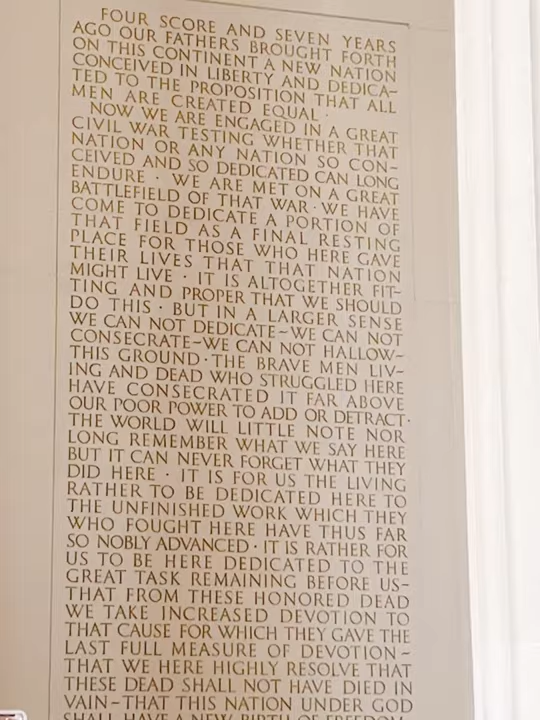 FOUR SCORE AND SEVEN YEARS
AGO OUR FATHERS BROUGHT FORTH
ON THIS CONTINENT A NEW NATION
CONCEIVED IN LIBERTY AND DEDICA–
TED TO THE PROPOSITION THAT ALL
MEN ARE CREATED EQUAL ·
NOW WE ARE ENGAGED IN A GREAT
CIVIL WAR TESTING WHETHER THAT
NATION OR ANY NATION SO CON–
CEIVED AND SO DEDICATED CAN LONG
ENDURE · WE ARE MET ON A GREAT
BATTLEFIELD OF THAT WAR · WE HAVE
COME TO DEDICATE A PORTION OF
THAT FIELD AS A FINAL RESTING
PLACE FOR THOSE WHO HERE GAVE
THEIR LIVES THAT THAT NATION
MIGHT LIVE · IT IS ALTOGETHER FIT–
TING AND PROPER THAT WE SHOULD
DO THIS · BUT IN A LARGER SENSE
WE CAN NOT DEDICATE–WE CAN NOT
CONSECRATE–WE CAN NOT HALLOW–
THIS GROUND · THE BRAVE MEN LIV–
ING AND DEAD WHO STRUGGLED HERE
HAVE CONSECRATED IT FAR ABOVE
OUR POOR POWER TO ADD OR DETRACT·
THE WORLD WILL LITTLE NOTE NOR
LONG REMEMBER WHAT WE SAY HERE
BUT IT CAN NEVER FORGET WHAT THEY
DID HERE · IT IS FOR US THE LIVING
RATHER TO BE DEDICATED HERE TO
THE UNFINISHED WORK WHICH THEY
WHO FOUGHT HERE HAVE THUS FAR
SO NOBLY ADVANCED · IT IS RATHER FOR
US TO BE HERE DEDICATED TO THE
GREAT TASK REMAINING BEFORE US–
THAT FROM THESE HONORED DEAD
WE TAKE INCREASED DEVOTION TO
THAT CAUSE FOR WHICH THEY GAVE THE
LAST FULL MEASURE OF DEVOTION–
THAT WE HERE HIGHLY RESOLVE THAT
THESE DEAD SHALL NOT HAVE DIED IN
VAIN–THAT THIS NATION UNDER GOD
SHALL HAVE A NEW BIRTH OF FREEDOM